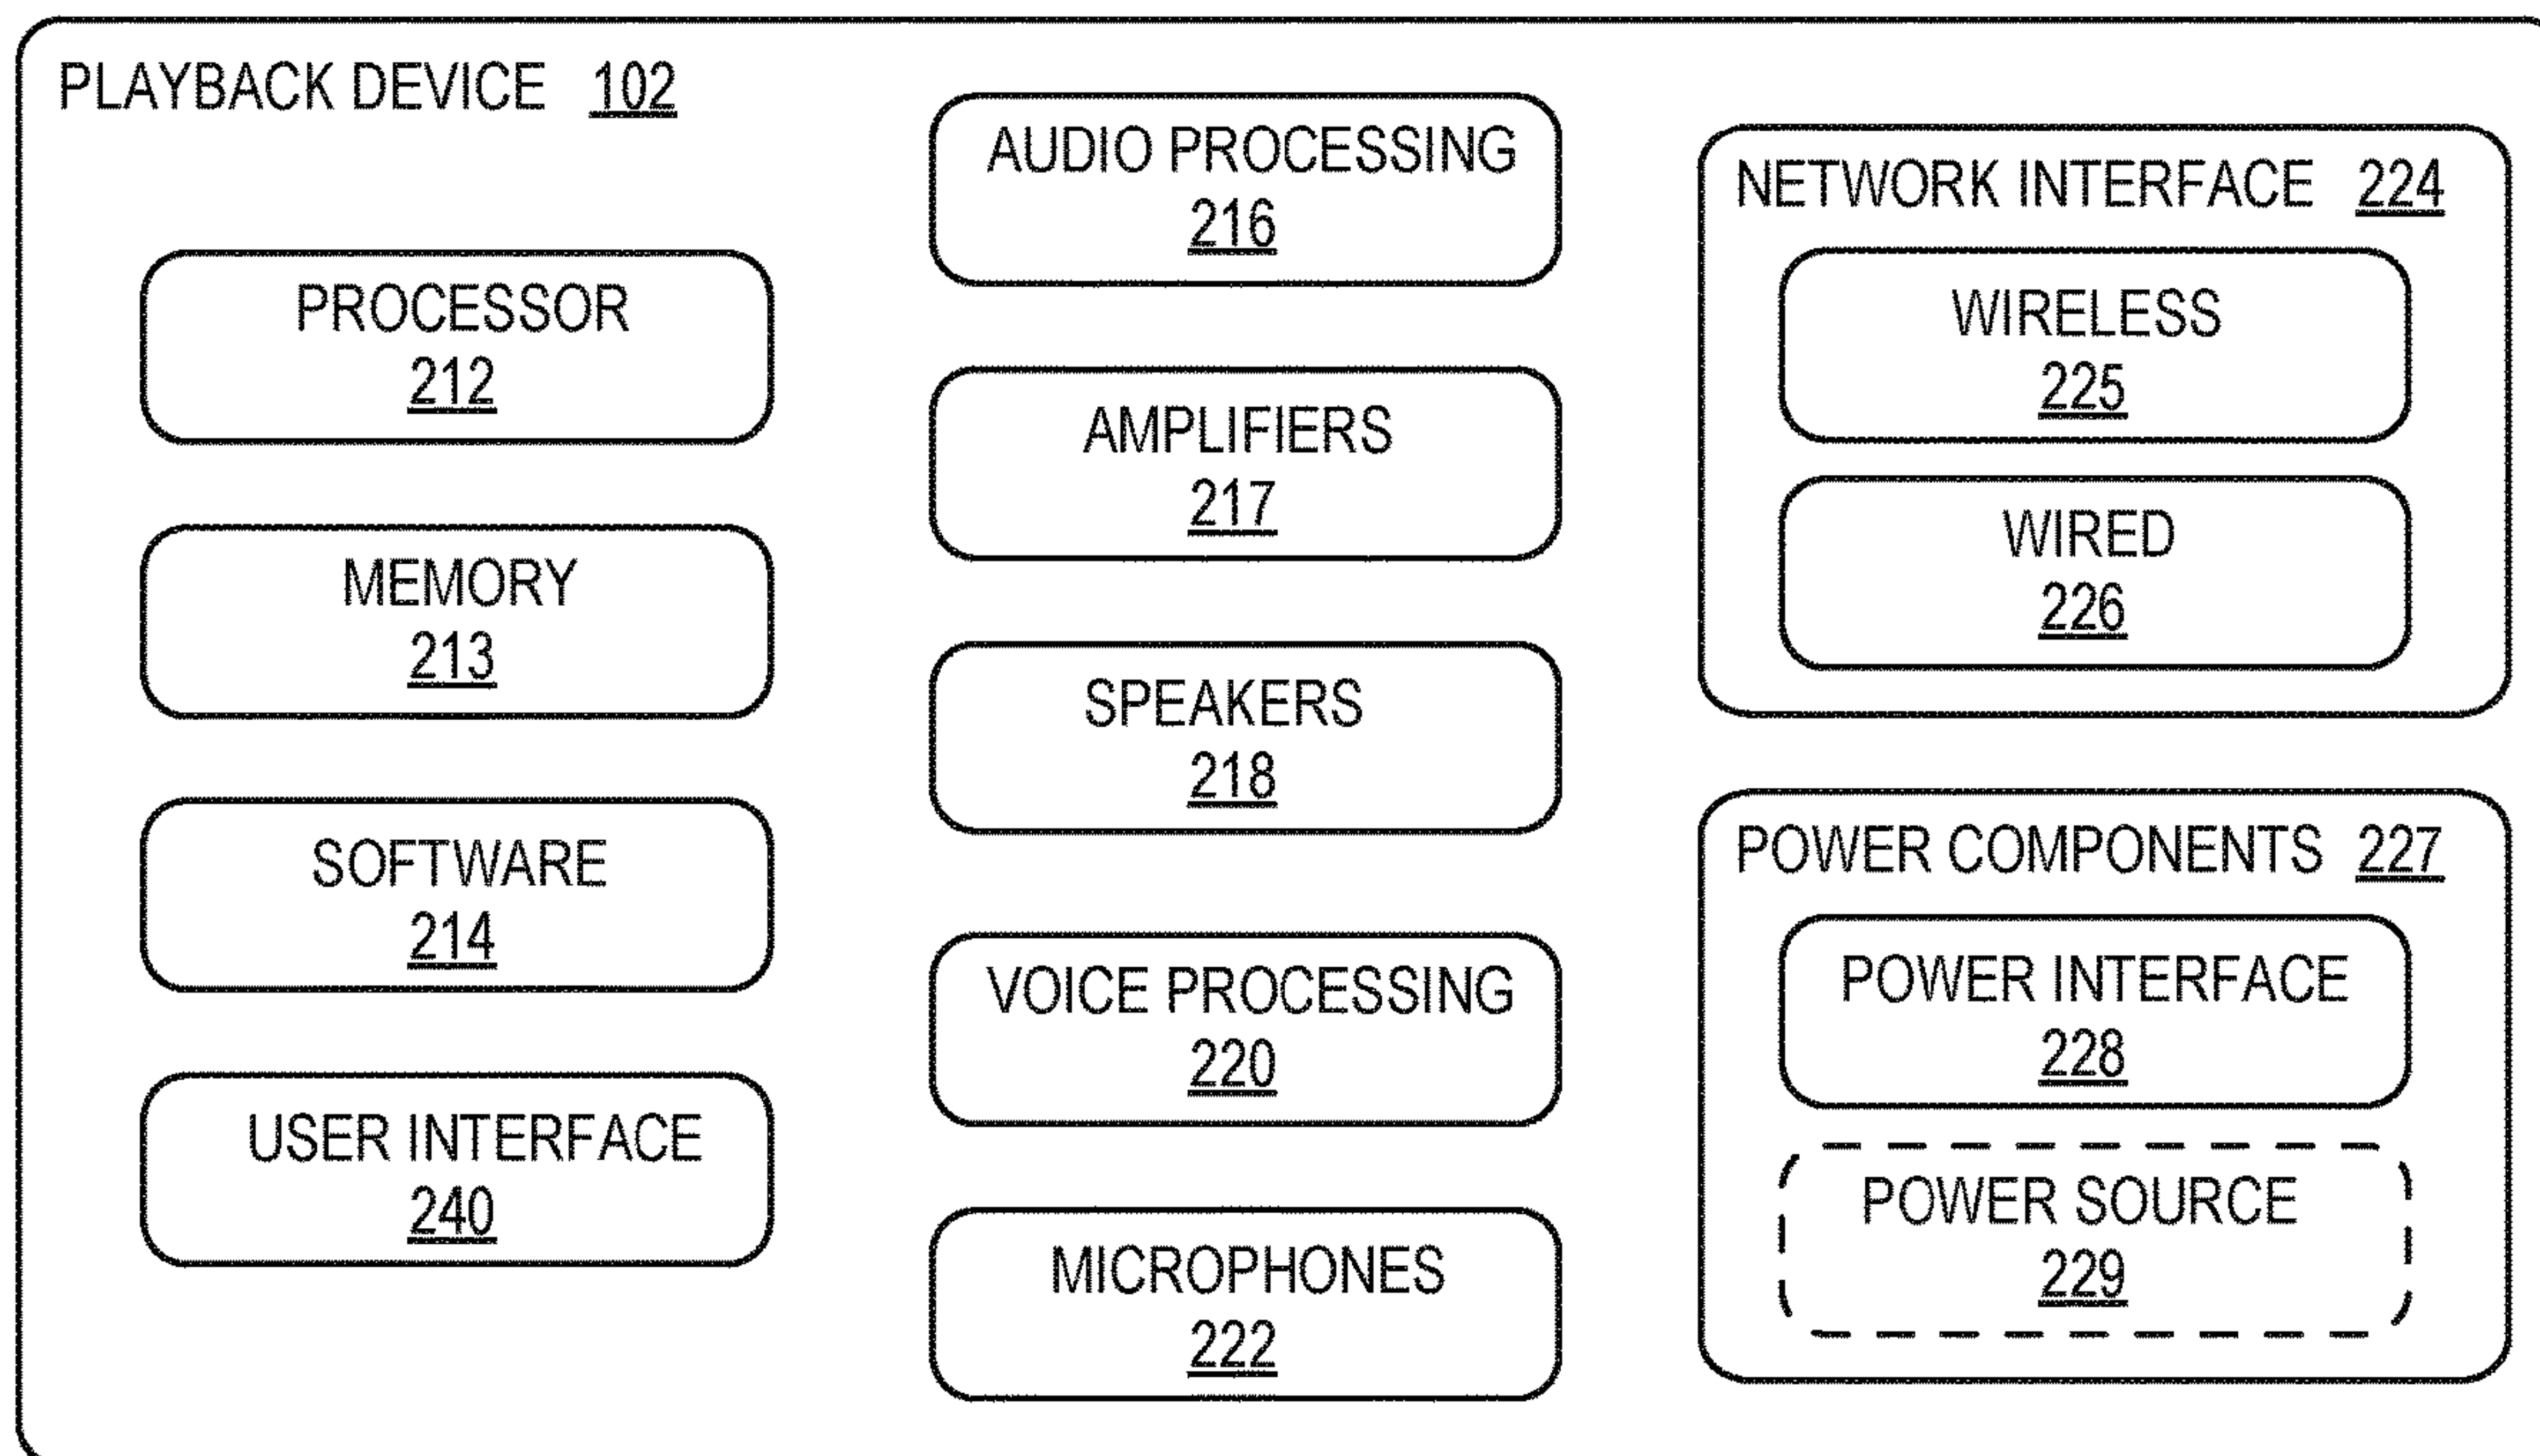 PLAYBACK DEVICE 102
PROCESSOR
212
MEMORY
213
SOFTWARE
214
USER INTERFACE
240
AUDIO PROCESSING
216
AMPLIFIERS
217
SPEAKERS
218
VOICE PROCESSING
220
MICROPHONES
222
NETWORK INTERFACE 224
WIRELESS
225
WIRED
226
POWER COMPONENTS 227
POWER INTERFACE
228
POWER SOURCE
229